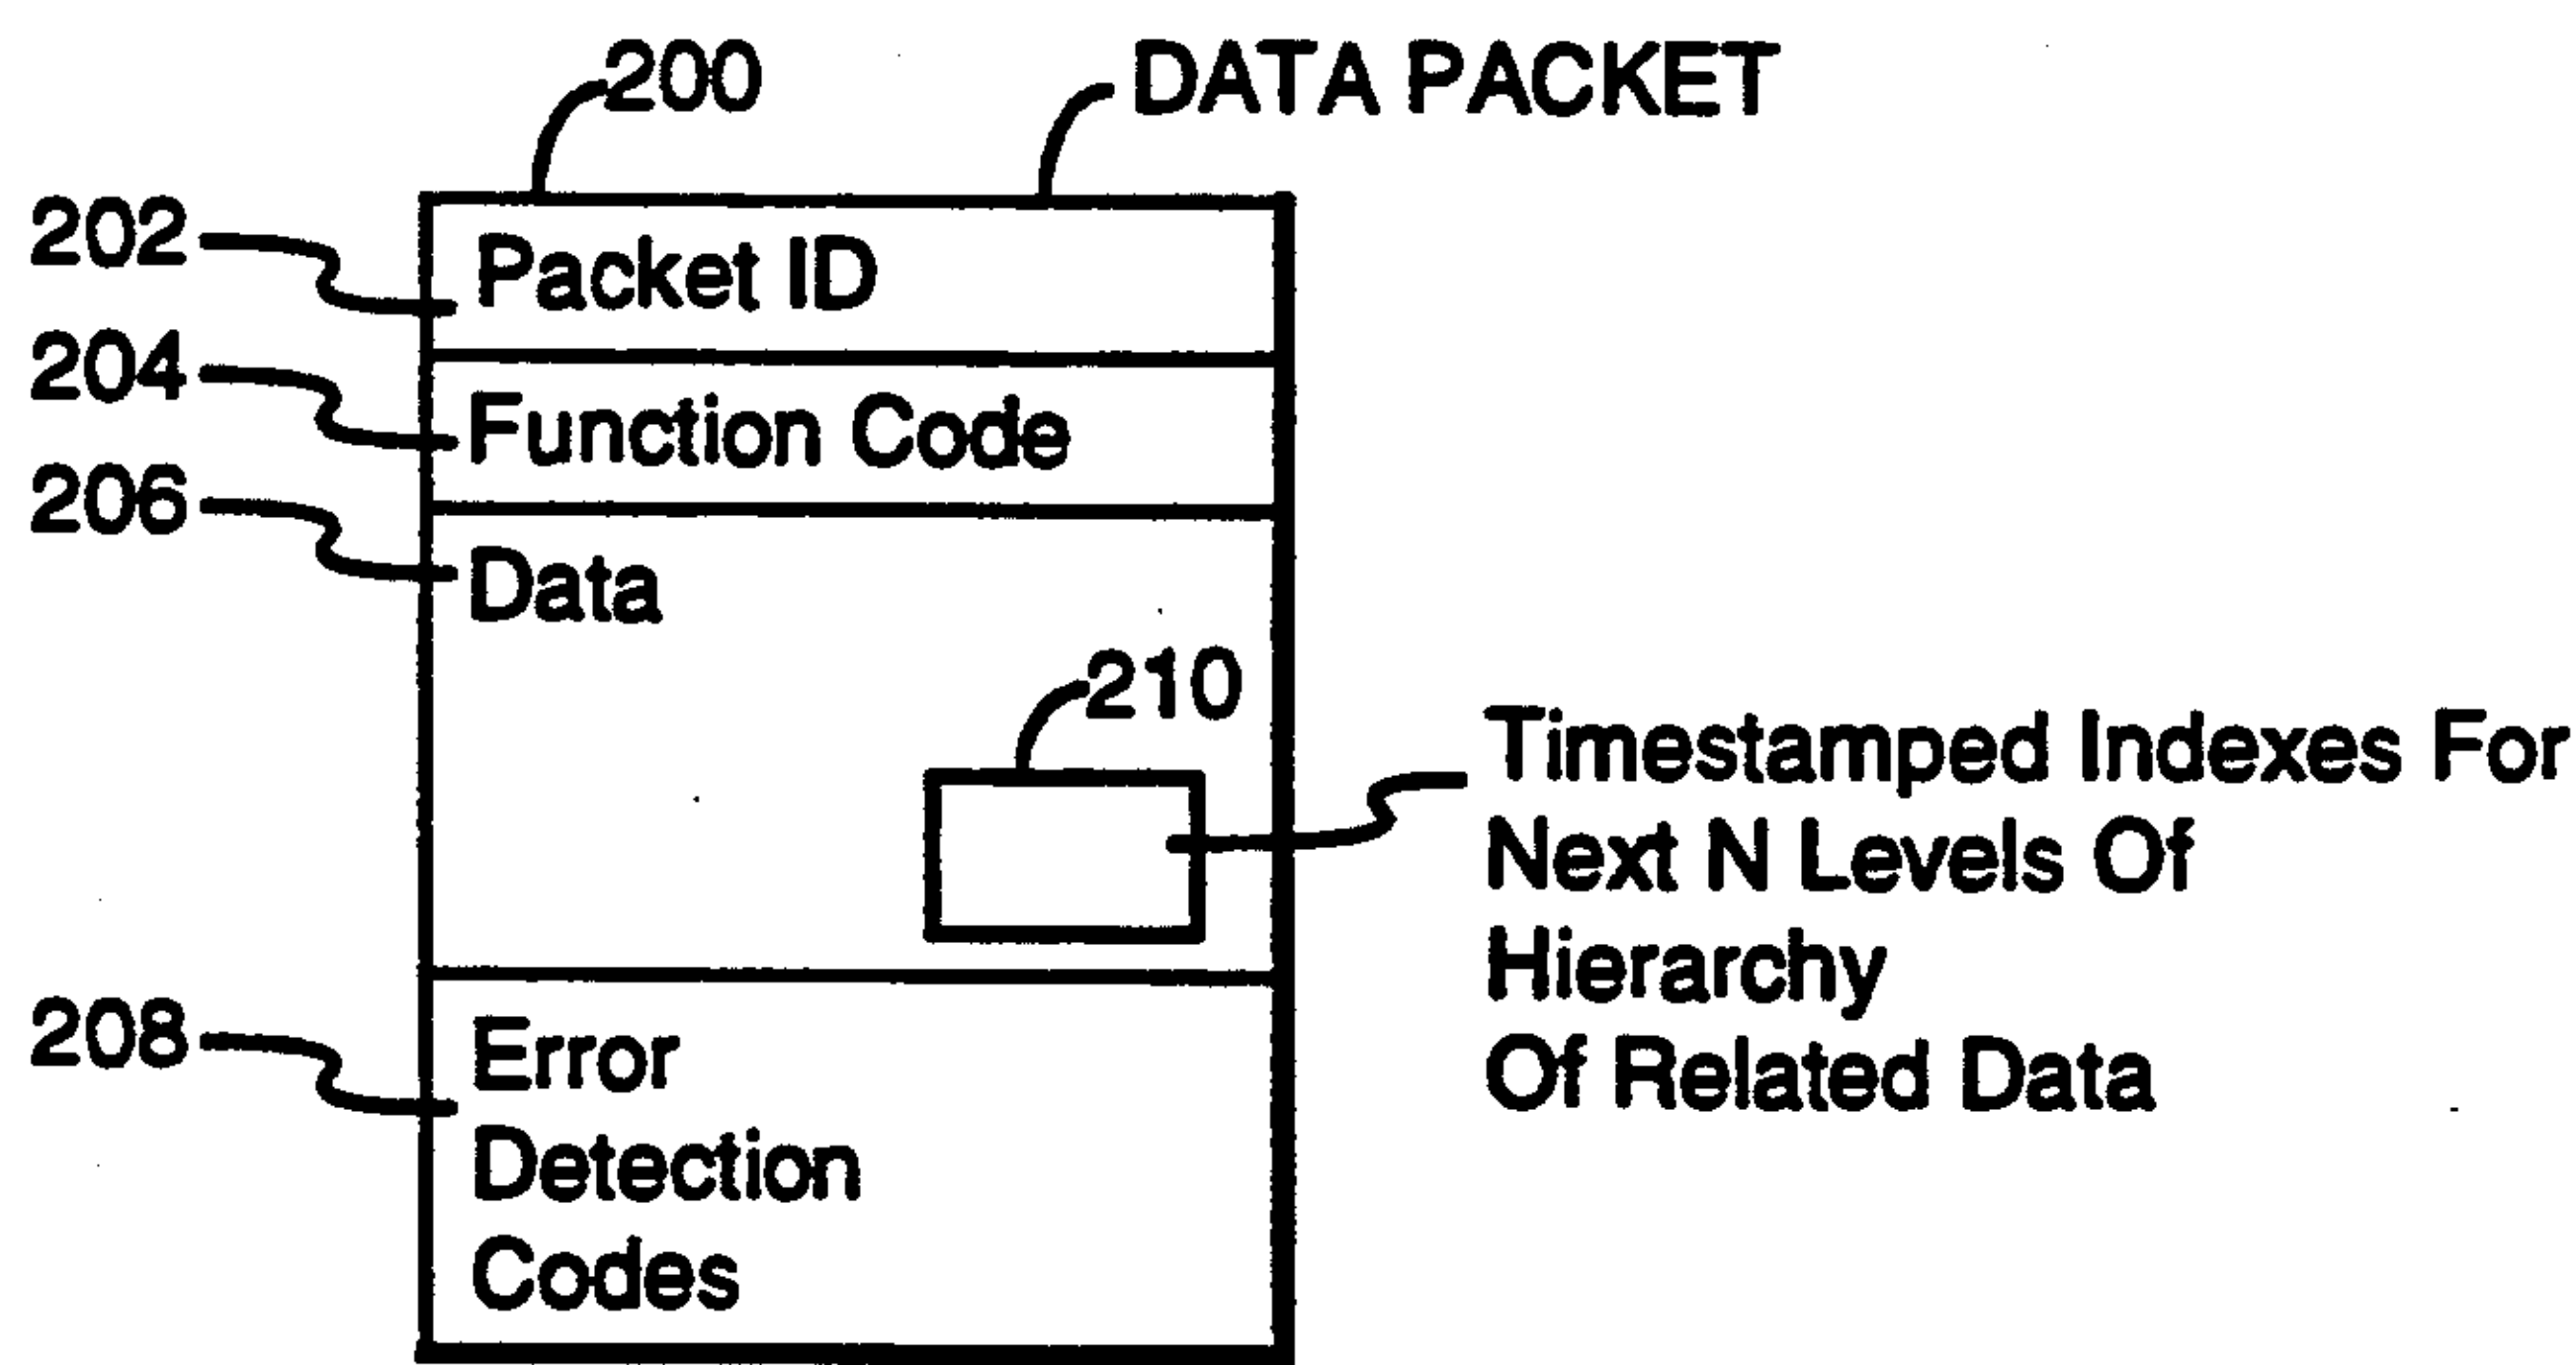 200
DATA PACKET
202
Packet ID
204
Function Code
206
Data
210
Timestamped Indexes For
Next N Levels Of
Hierarchy
Of Related Data
208
Error
Detection
Codes